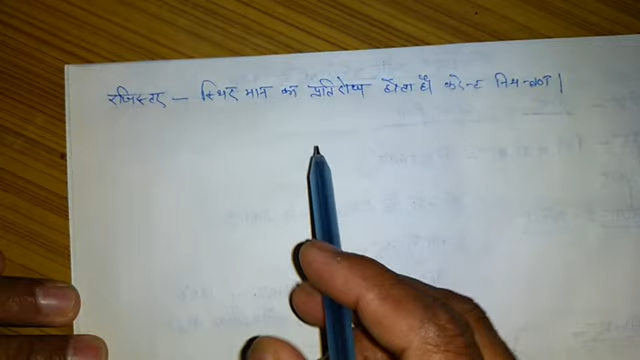 रजिस्टर – स्थिर मान का प्रतिरोध होता है करेन्ट नियन्त्रण।